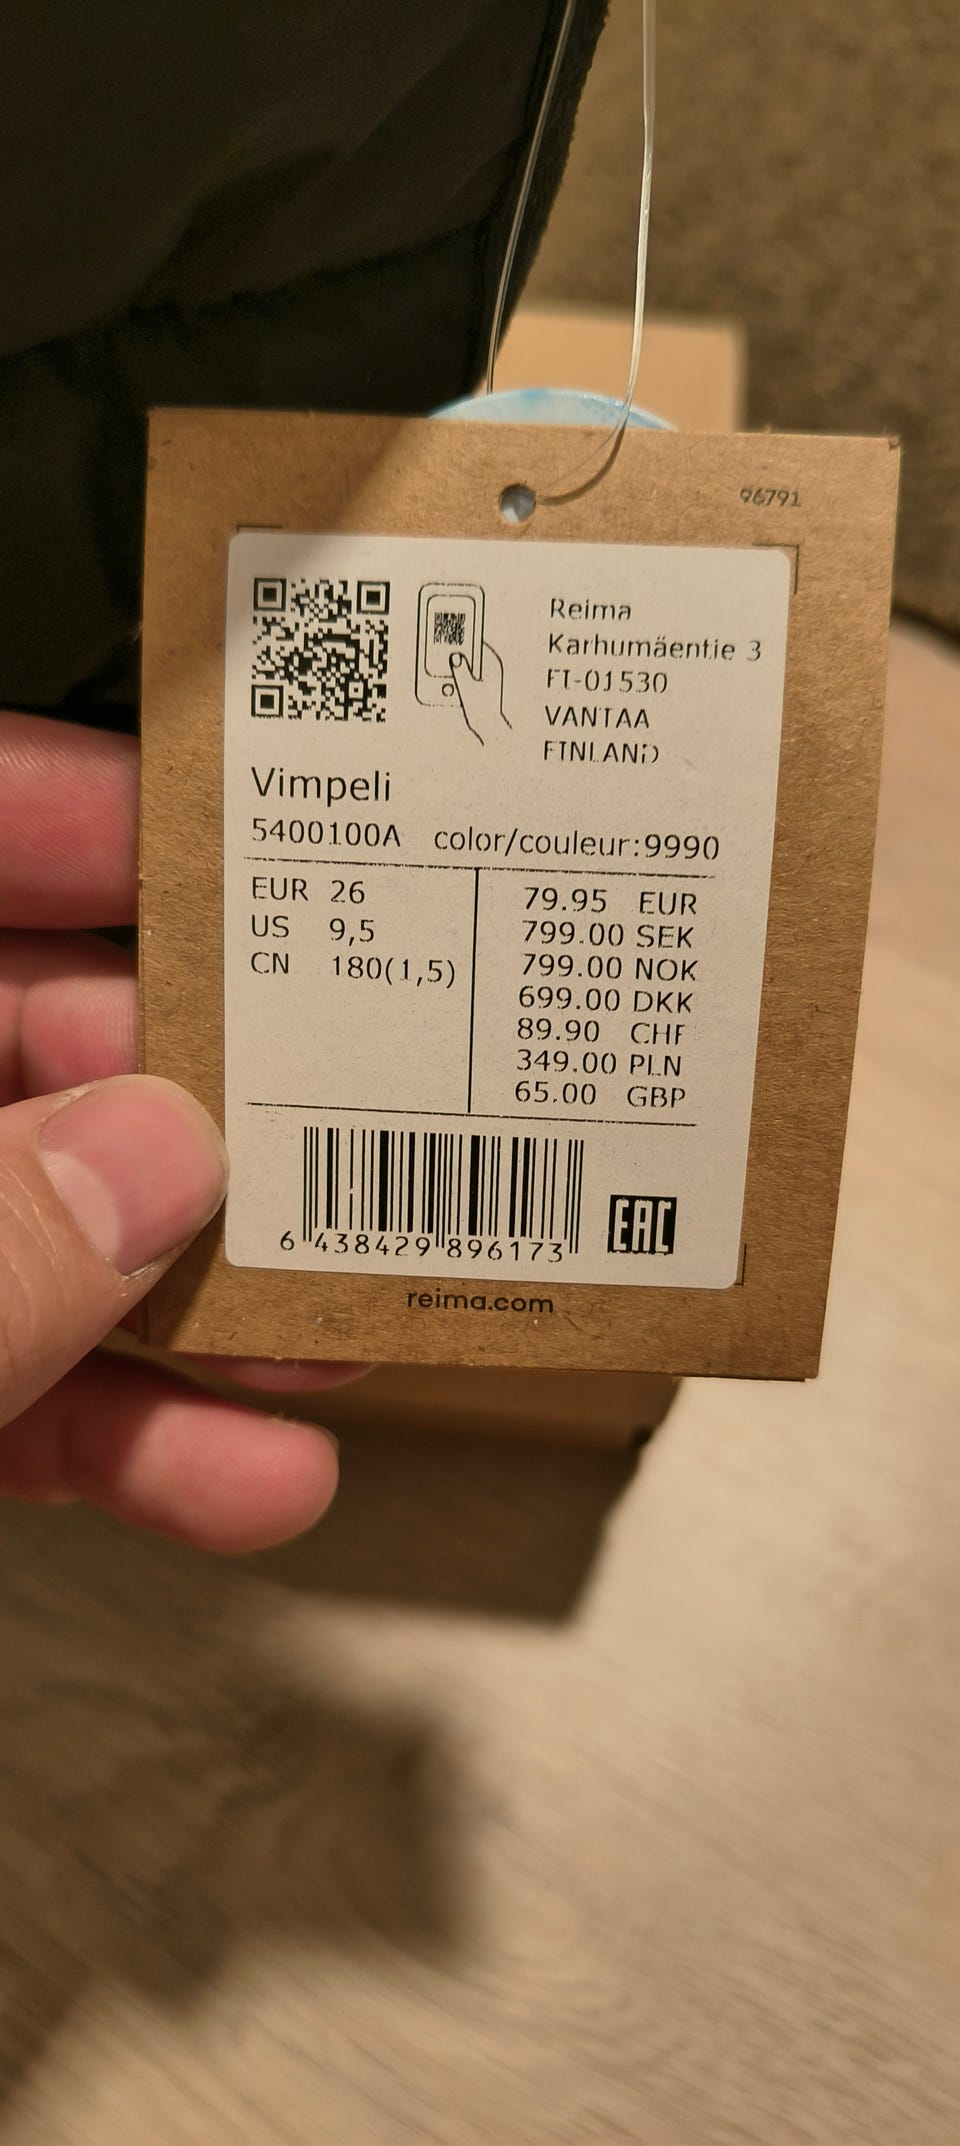 96791
Reima
Karhumäentie 3
FI-01530
VANTAA
FINLAND
Vimpeli
5400100A color/couleur:9990
EUR 26
US 9,5
CN 180(1,5)
79.95 EUR
799.00 SEK
799.00 NOK
699.00 DKK
89.90 CHF
349.00 PLN
65.00 GBP
6 438429 896173
EAC
reima.com